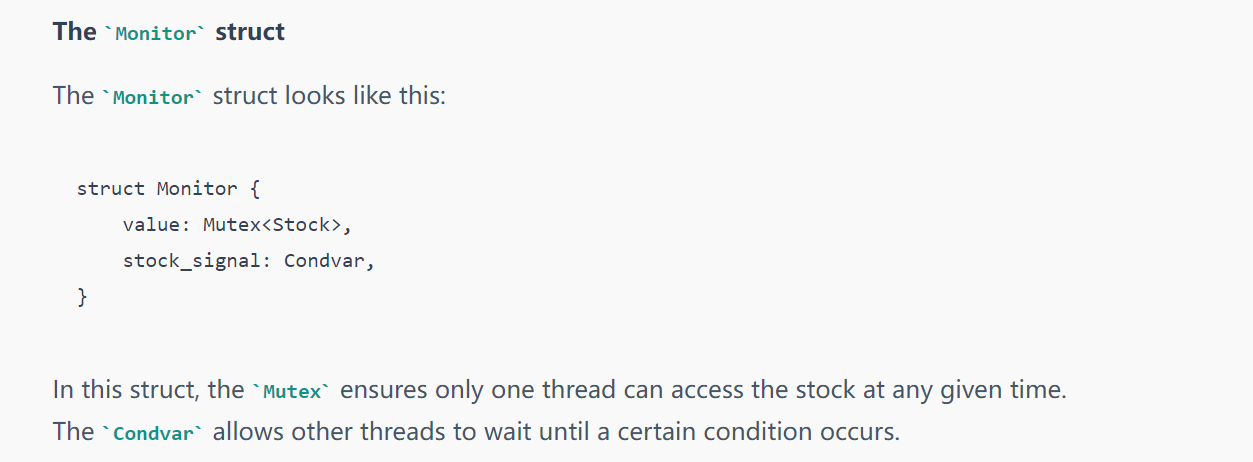 The `Monitor` struct
The `Monitor` struct looks like this:
struct Monitor {
    value: Mutex<Stock>,
    stock_signal: Condvar,
}
In this struct, the `Mutex` ensures only one thread can access the stock at any given time.
The `Condvar` allows other threads to wait until a certain condition occurs.